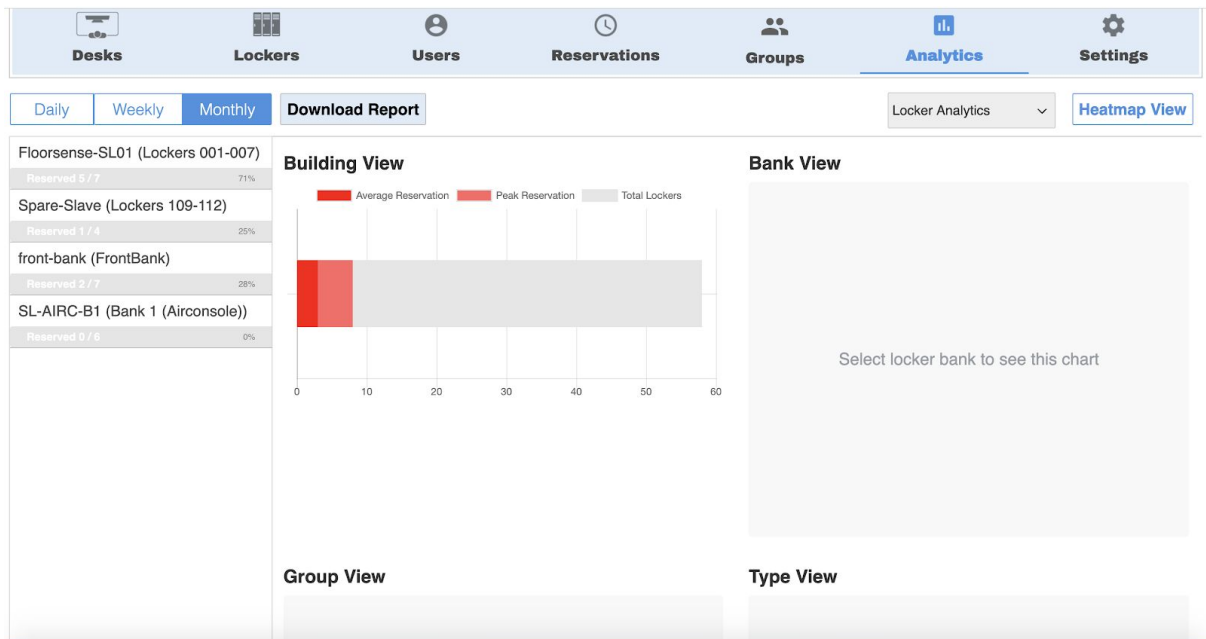 Desks Lockers Users Reservations Groups Analytics Settings
Daily Weekly Monthly Download Report Locker Analytics Heatmap View
Floorsense-SL01 (Lockers 001-007)
Reserved 5 / 7 71%
Spare-Slave (Lockers 109-112)
Reserved 1 / 4 25%
front-bank (FrontBank)
Reserved 2 / 7 28%
SL-AIRC-B1 (Bank 1 (Airconsole))
Reserved 0 / 6 0%
Building View
Average Reservation Peak Reservation Total Lockers
0 10 20 30 40 50 60
Bank View
Select locker bank to see this chart
Group View
Type View